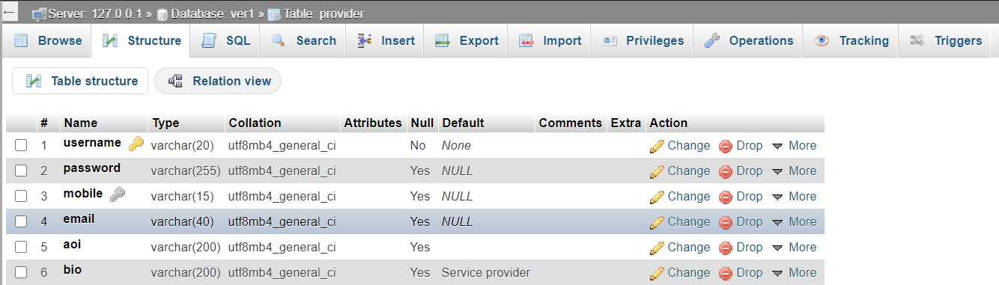 Server: 127.0.0.1 » Database: ver1 » Table: provider
Browse Structure SQL Search Insert Export Import Privileges Operations Tracking Triggers
Table structure Relation view
# Name Type Collation Attributes Null Default Comments Extra Action
1 username varchar(20) utf8mb4_general_ci No None Change Drop More
2 password varchar(255) utf8mb4_general_ci Yes NULL Change Drop More
3 mobile varchar(15) utf8mb4_general_ci Yes NULL Change Drop More
4 email varchar(40) utf8mb4_general_ci Yes NULL Change Drop More
5 aoi varchar(200) utf8mb4_general_ci Yes Change Drop More
6 bio varchar(200) utf8mb4_general_ci Yes Service provider Change Drop More